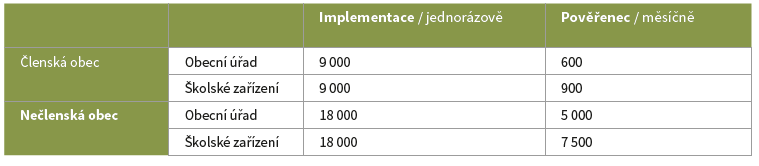 Implementace / jednorázově Pověřenec / měsíčně
Členská obec Obecní úřad 9 000 600
Školské zařízení 9 000 900
Nečlenská obec Obecní úřad 18 000 5 000
Školské zařízení 18 000 7 500